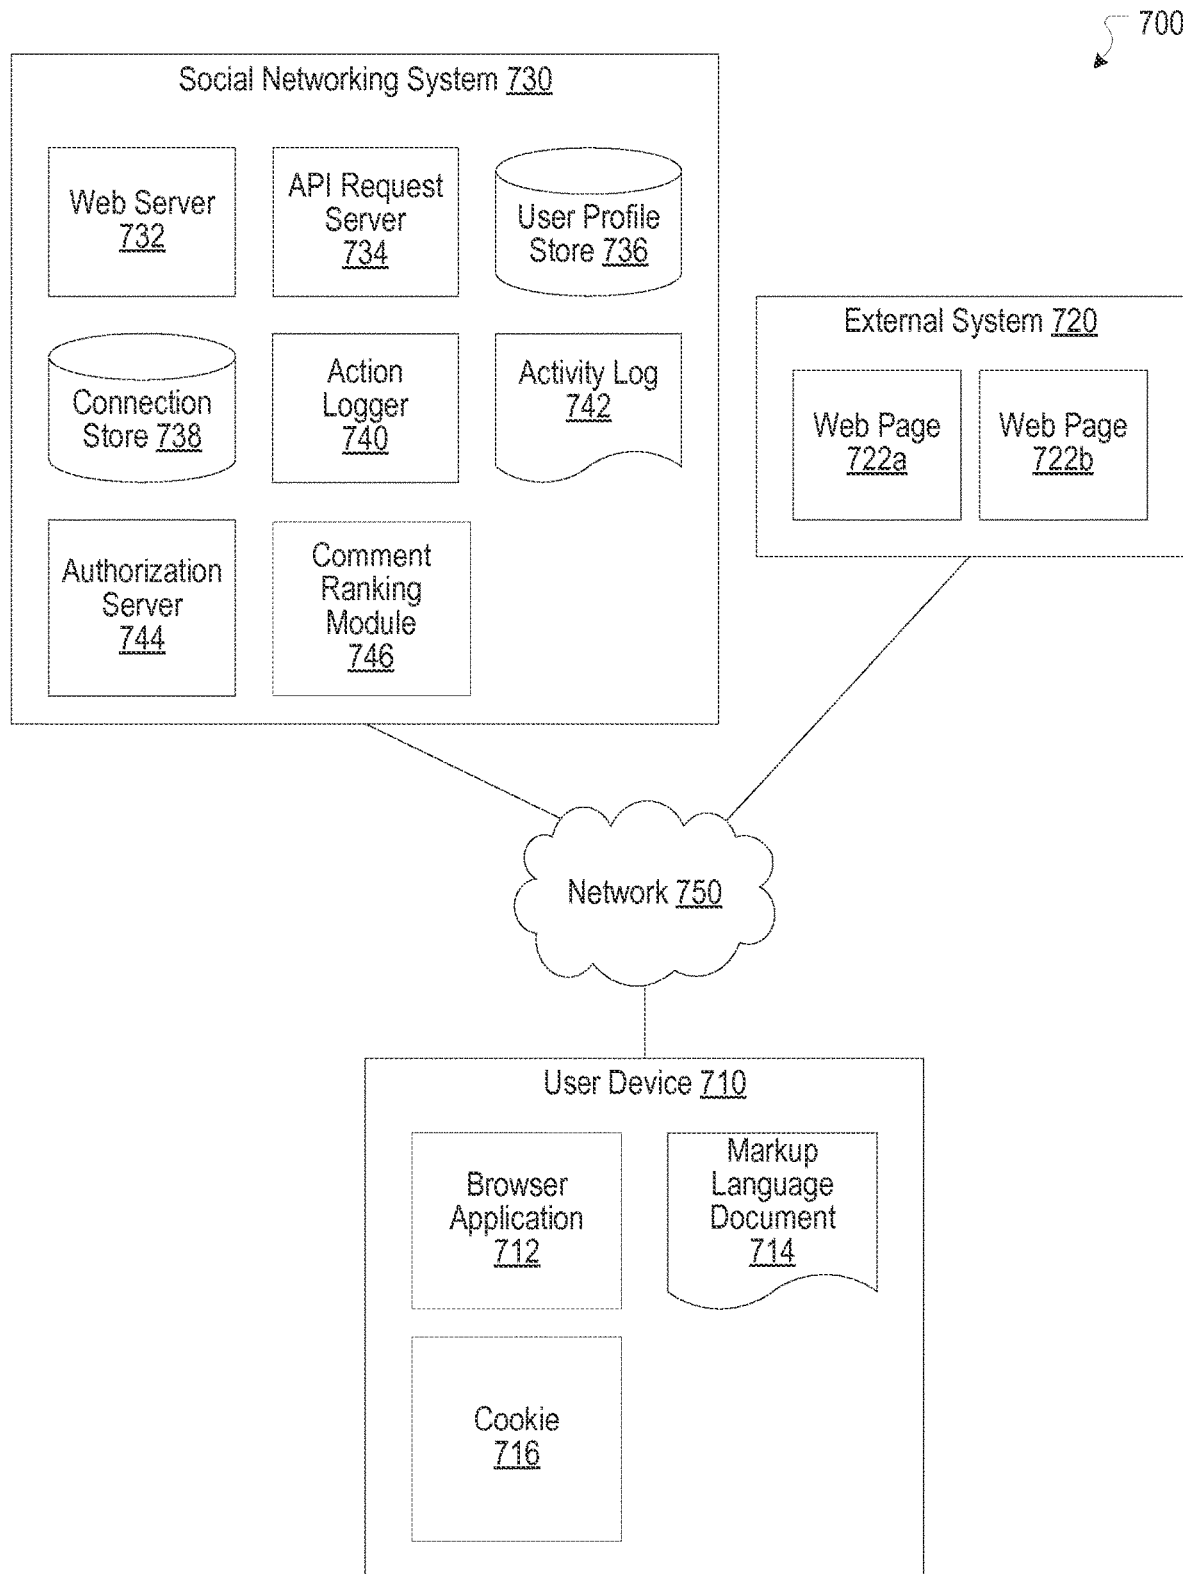 700
Social Networking System 730
Web Server
732
API Request
Server
734
User Profile
Store 736
Connection
Store 738
Action
Logger
740
Activity Log
742
Authorization
Server
744
Comment
Ranking
Module
746
External System 720
Web Page
722a
Web Page
722b
Network 750
User Device 710
Browser
Application
712
Markup
Language
Document
714
Cookie
716